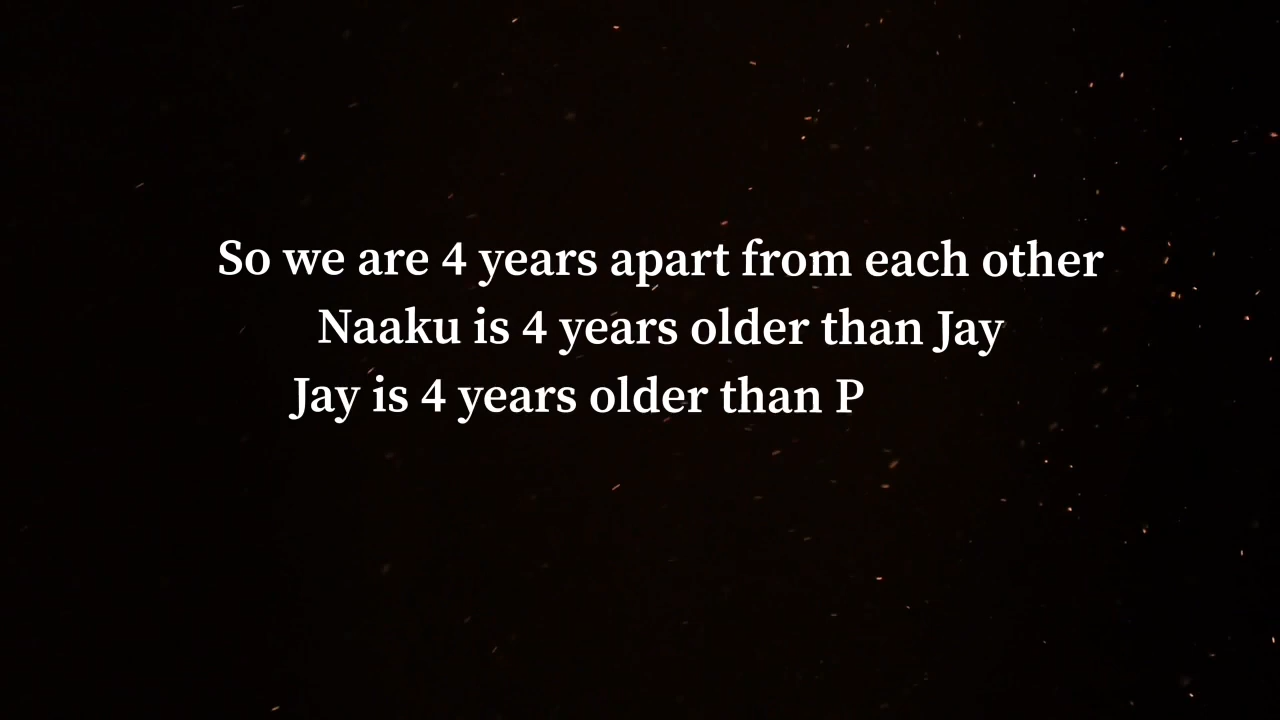 So we are 4 years apart from each other
Naaku is 4 years older than Jay
Jay is 4 years older than P